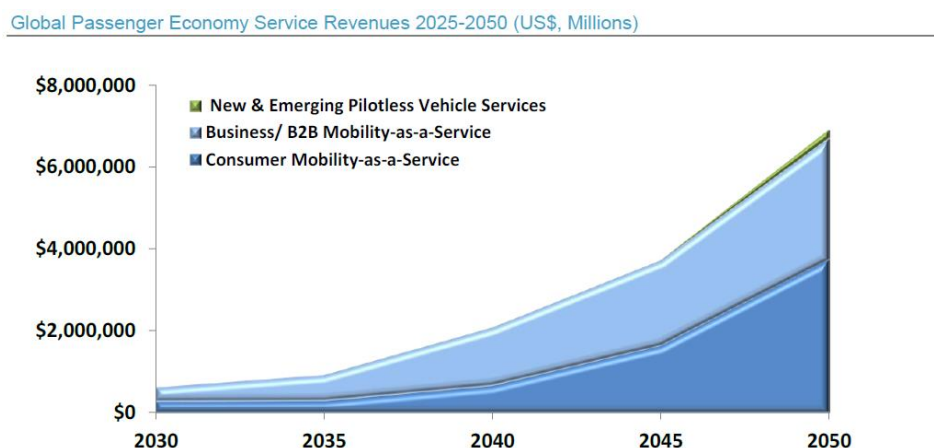 Global Passenger Economy Service Revenues 2025-2050 (US$, Millions)
$8,000,000
New & Emerging Pilotless Vehicle Services
Business/ B2B Mobility-as-a-Service
$6,000,000
Consumer Mobility-as-a-Service
$4,000,000
$2,000,000
$0
2030 2035 2040 2045 2050